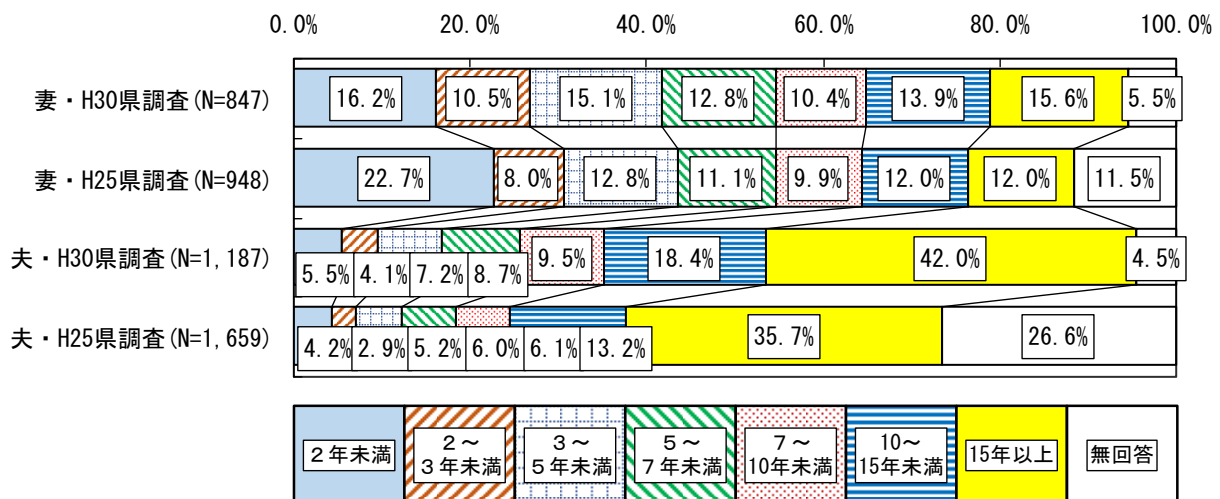 0.0% 20.0% 40.0% 60.0% 80.0% 100.0%
妻・H30県調査(N=847)
16.2% 10.5% 15.1% 12.8% 10.4% 13.9% 15.6% 5.5%
妻・H25県調査(N=948)
22.7% 8.0% 12.8% 11.1% 9.9% 12.0% 12.0% 11.5%
夫・H30県調査(N=1,187)
5.5% 4.1% 7.2% 8.7% 9.5% 18.4% 42.0% 4.5%
夫・H25県調査(N=1,659)
4.2% 2.9% 5.2% 6.0% 6.1% 13.2% 35.7% 26.6%
2年未満
2～
3年未満
3～
5年未満
5～
7年未満
7～
10年未満
10～
15年未満
15年以上
無回答